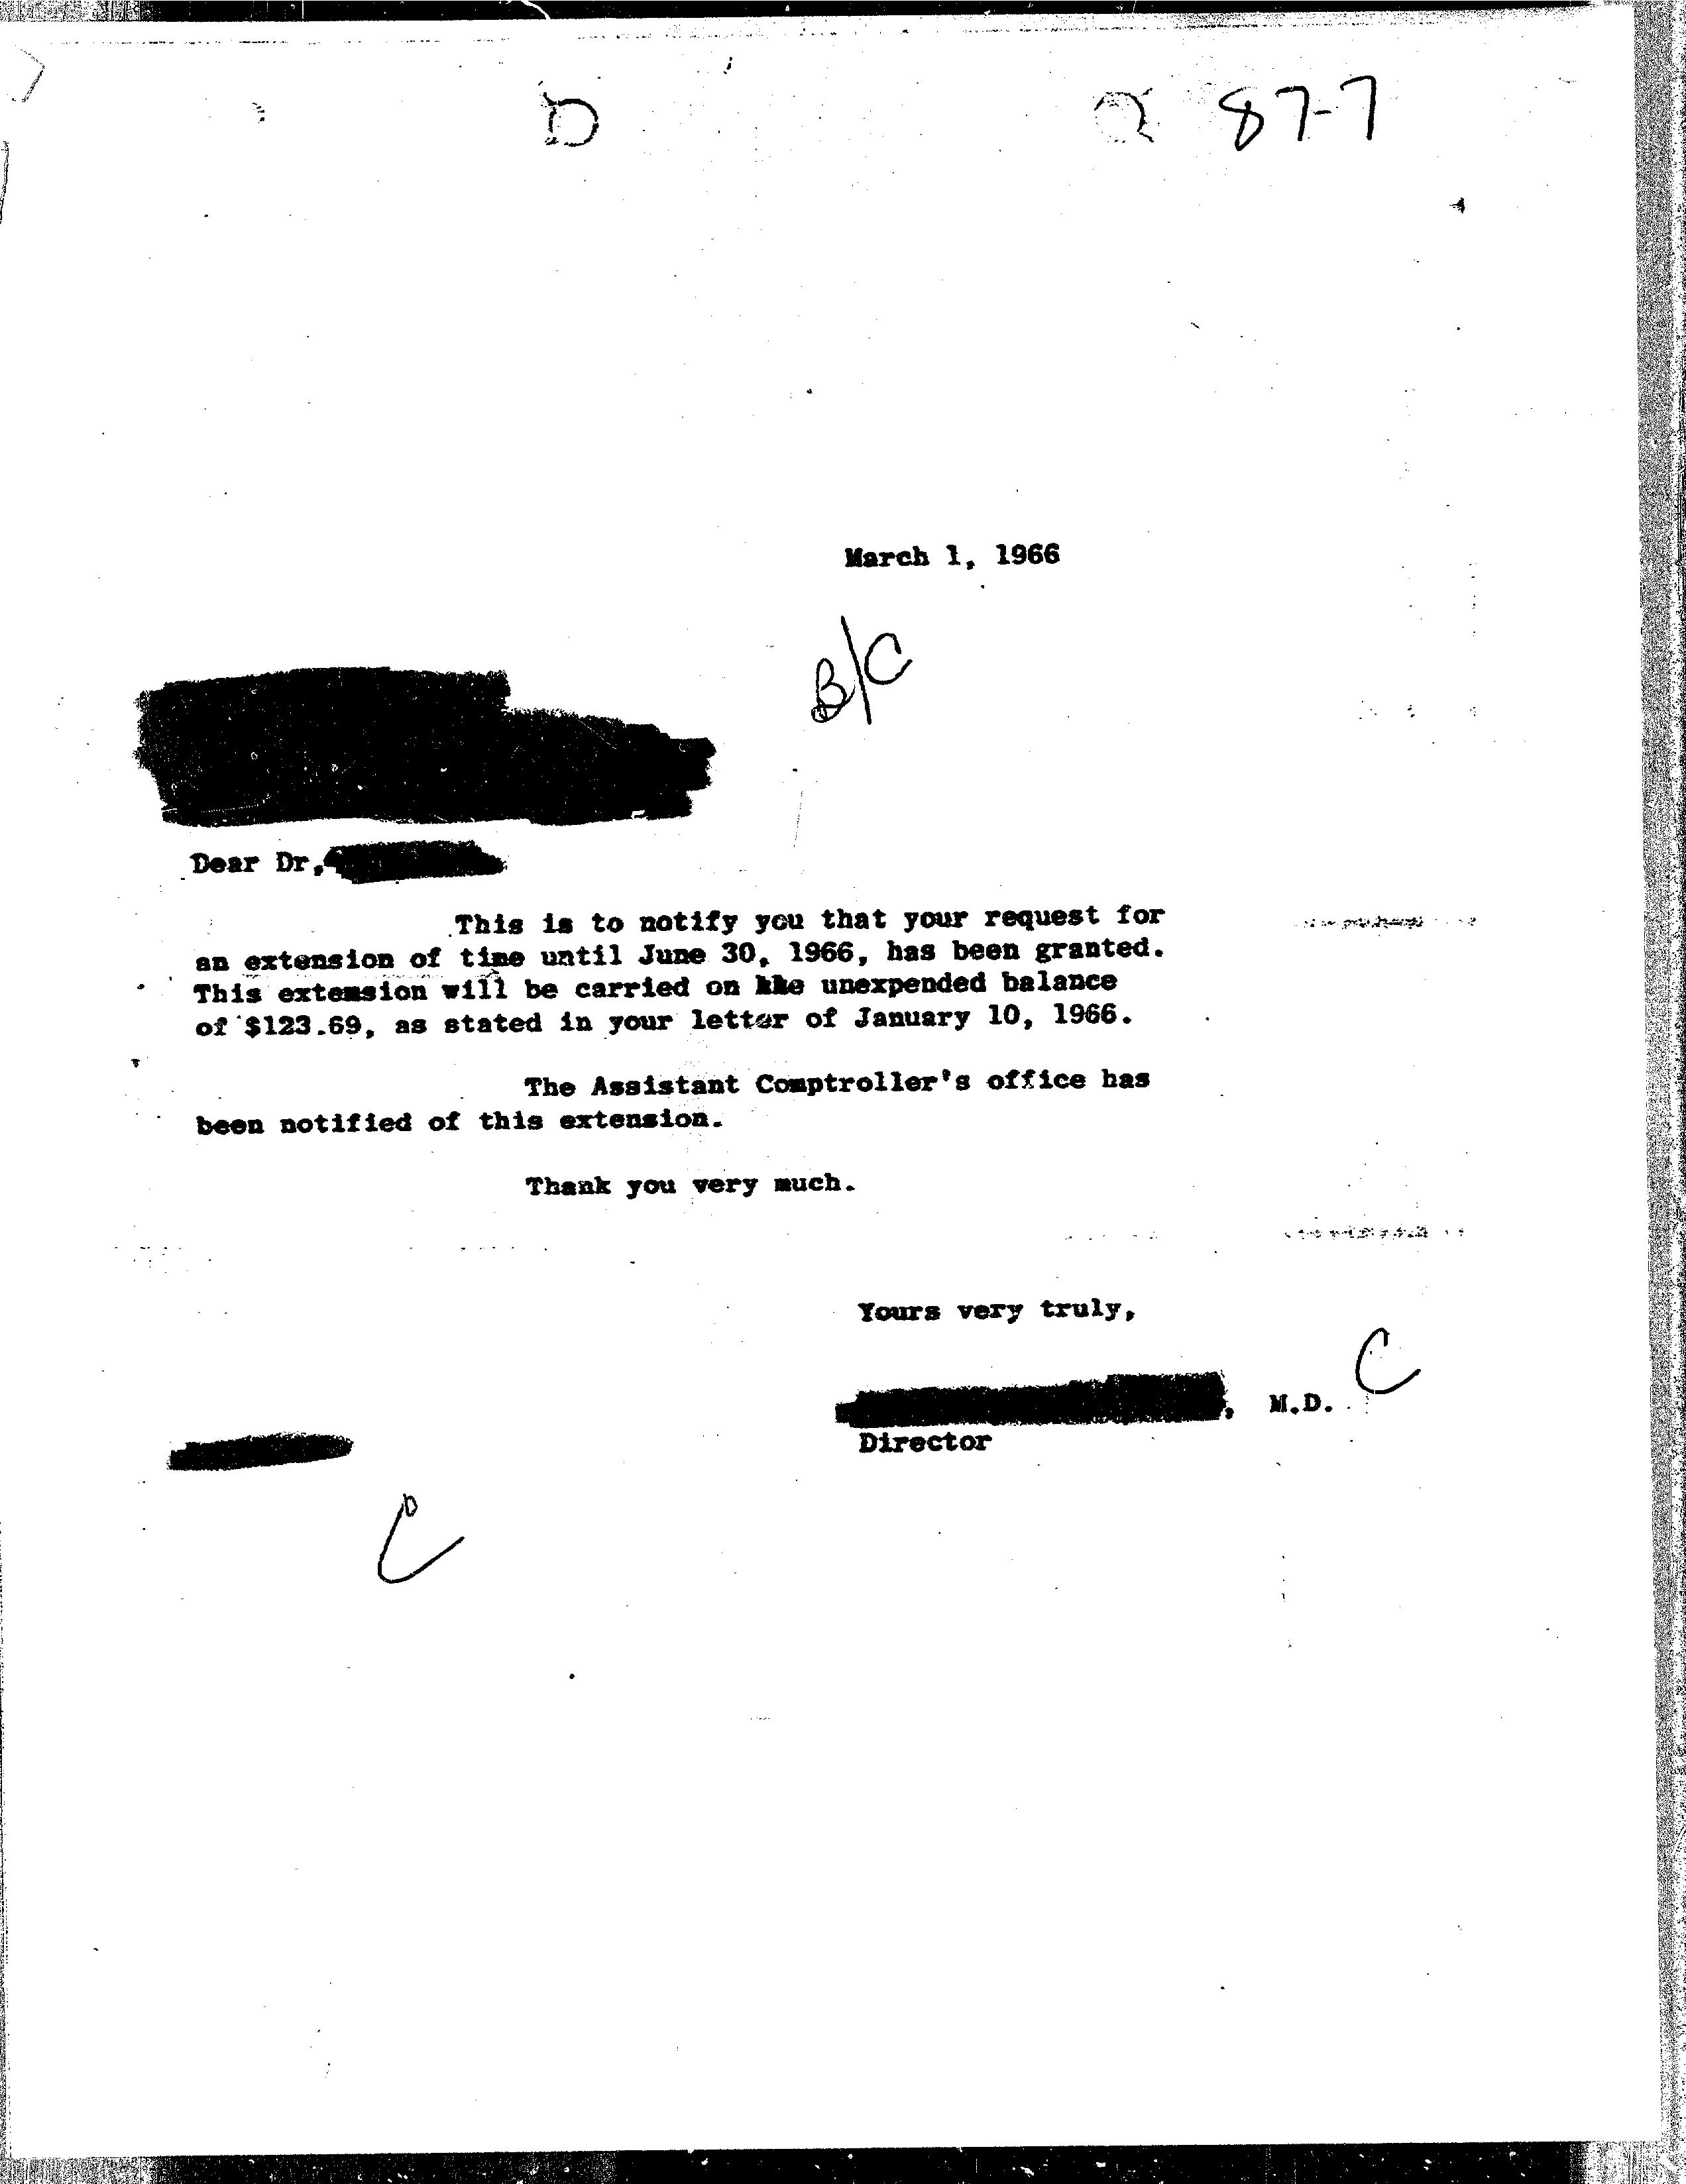 87-7
March 1, 1966
B/C
Dear Dr.
This is to notify you that your request for
an extension of time until June 30, 1966, has been granted.
This extension will be carried on the unexpended balance
of $123.69, as stated in your letter of January 10, 1966.
The Assistant Comptroller's office has
been notified of this extension.
Thank you very much.
Yours very truly,
C
, M.D.
Director
C